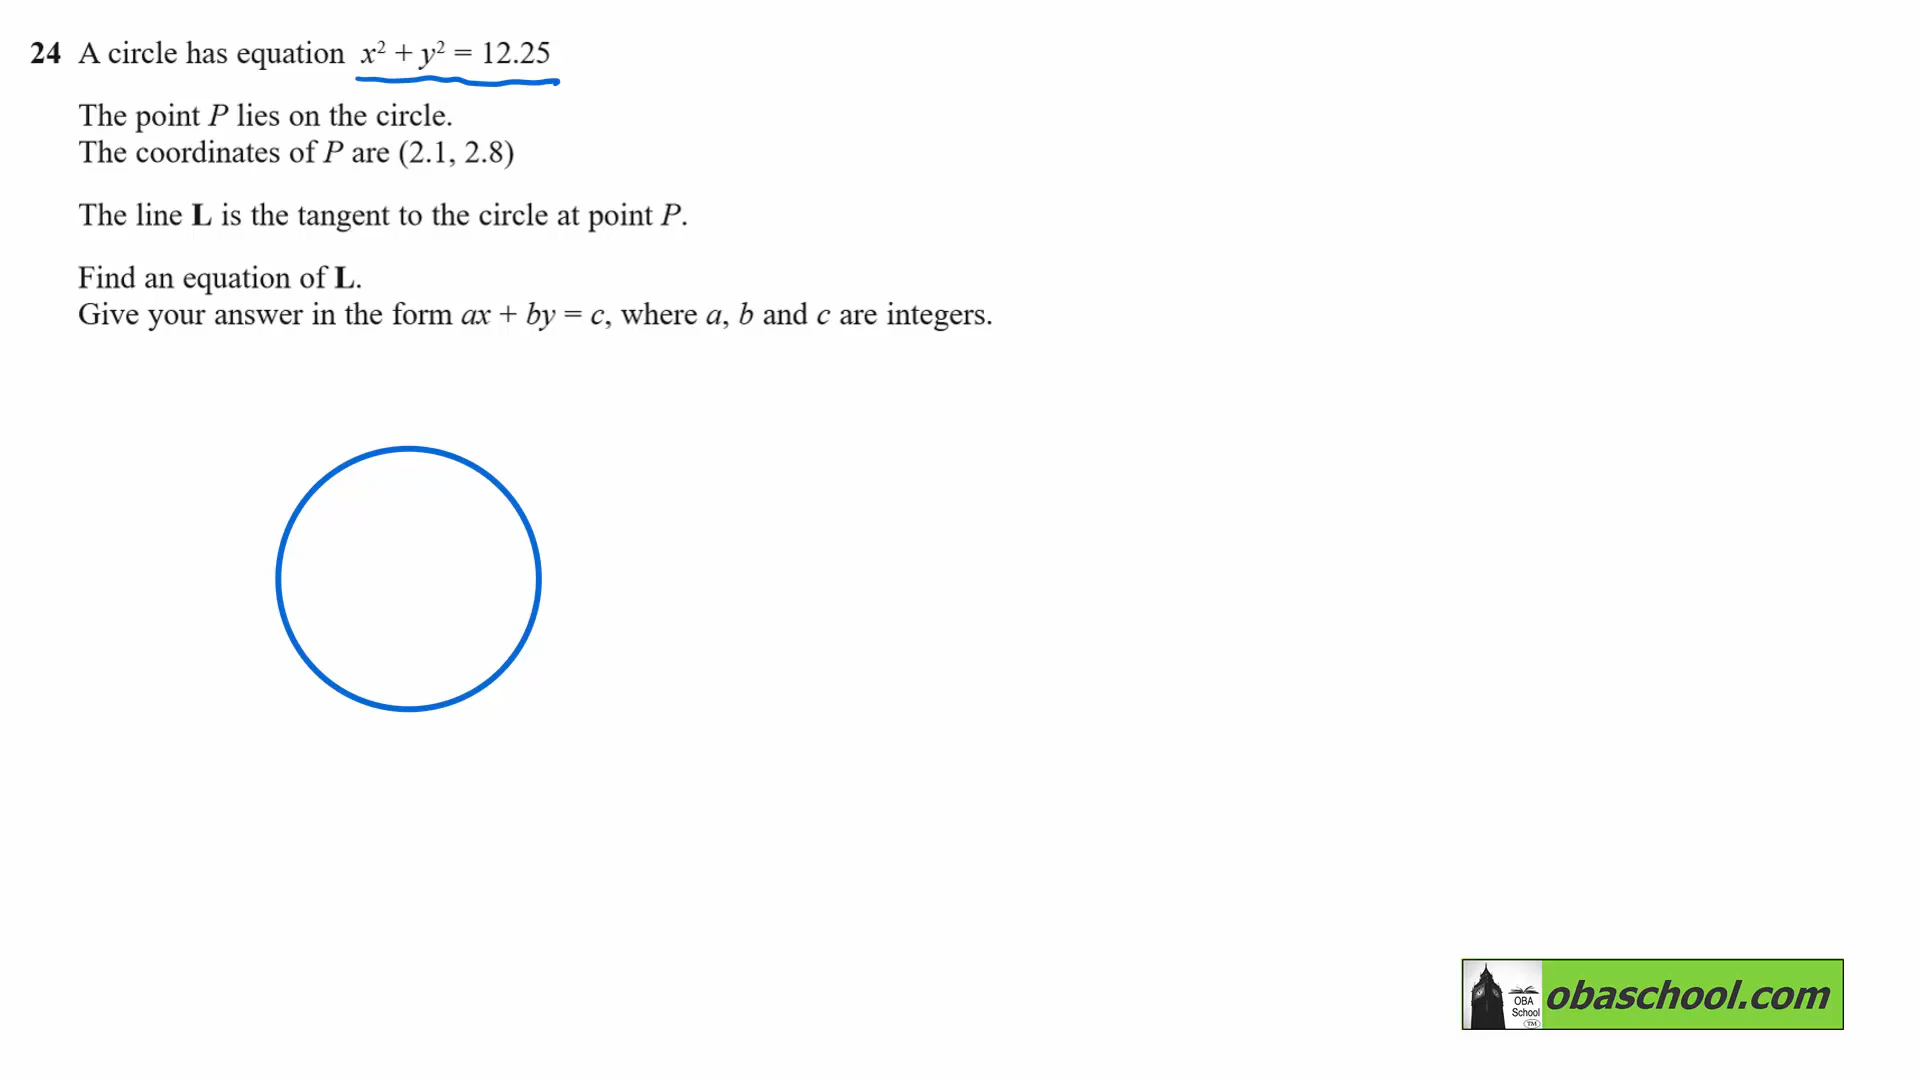 24 A circle has equation x² + y² = 12.25
The point P lies on the circle.
The coordinates of P are (2.1, 2.8)
The line L is the tangent to the circle at point P.
Find an equation of L.
Give your answer in the form ax + by = c, where a, b and c are integers.
OBA
School
TM
obaschool.com